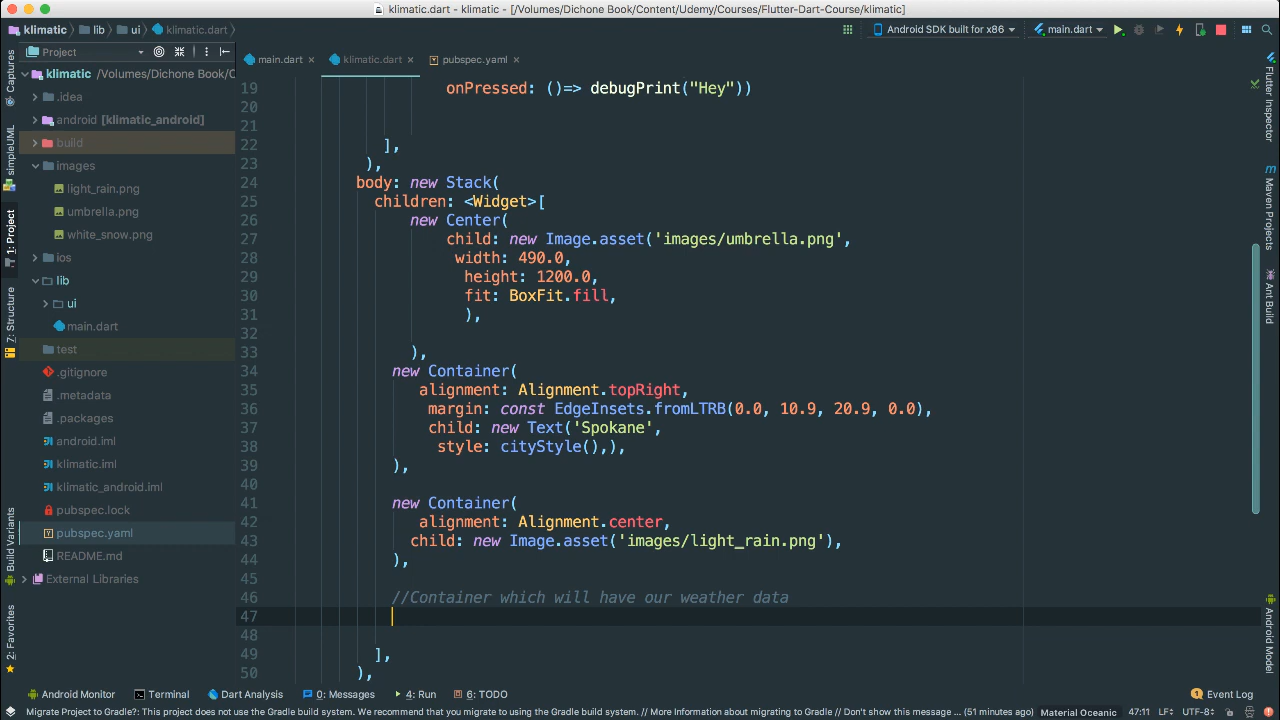 klimatic.dart - klimatic - [/Volumes/Dichone Book/Content/Udemy/Courses/Flutter-Dart-Course/klimatic]
klimatic lib ui klimatic.dart Android SDK built for x86 main.dart
Project
main.dart klimatic.dart pubspec.yaml
klimatic /Volumes/Dichone Book/C
.idea
android [klimatic_android]
build
images
light_rain.png
umbrella.png
white_snow.png
ios
lib
ui
main.dart
test
.gitignore
.metadata
.packages
android.iml
klimatic.iml
klimatic_android.iml
pubspec.lock
pubspec.yaml
README.md
External Libraries
Captures
simpleUML
1: Project
7: Structure
Build Variants
2: Favorites
19 onPressed: ()=> debugPrint("Hey"))
20
21
22 ],
23 ),
24 body: new Stack(
25 children: <Widget>[
26 new Center(
27 child: new Image.asset('images/umbrella.png',
28 width: 490.0,
29 height: 1200.0,
30 fit: BoxFit.fill,
31 ),
32
33 ),
34 new Container(
35 alignment: Alignment.topRight,
36 margin: const EdgeInsets.fromLTRB(0.0, 10.9, 20.9, 0.0),
37 child: new Text('Spokane',
38 style: cityStyle(),),
39 ),
40
41 new Container(
42 alignment: Alignment.center,
43 child: new Image.asset('images/light_rain.png'),
44 ),
45
46 //Container which will have our weather data
47
48
49 ],
50 ),
Flutter Inspector
Maven Projects
Ant Build
Android Model
Android Monitor Terminal Dart Analysis 0: Messages 4: Run 6: TODO 1 Event Log
Migrate Project to Gradle?: This project does not use the Gradle build system. We recommend that you migrate to using the Gradle build system. // More Information about migrating to Gradle // Don't show this message ... (51 minutes ago) Material Oceanic 47:11 LF÷ UTF-8÷